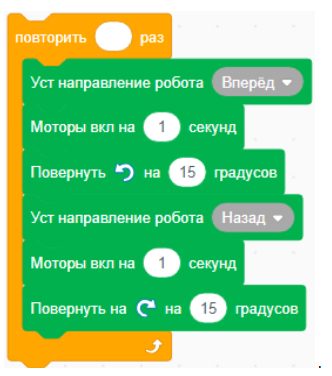 повторить раз
Уст направление робота Вперёд
Моторы вкл на 1 секунд
Повернуть на 15 градусов
Уст направление робота Назад
Моторы вкл на 1 секунд
Повернуть на на 15 градусов